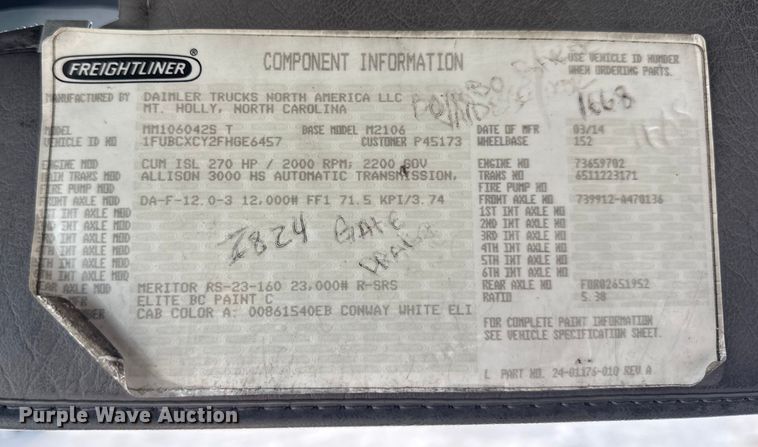 FREIGHTLINER
COMPONENT INFORMATION
USE VEHICLE ID NUMBER
WHEN ORDERING PARTS.
MANUFACTURED BY DAIMLER TRUCKS NORTH AMERICA LLC
MT. HOLLY, NORTH CAROLINA
1668
MODEL MM106042S T BASE MODEL M2106 DATE OF MFR 03/14
VEHICLE ID NO 1FUBCXCY2FHGE6457 CUSTOMER P45173 WHEELBASE 152
ENGINE MOD CUM ISL 270 HP / 2000 RPM; 2200 GOV ENGINE NO 73659702
MAIN TRANS MOD ALLISON 3000 HS AUTOMATIC TRANSMISSION, TRANS NO 6511223171
FIRE PUMP MOD FIRE PUMP NO
FRONT AXLE MOD DA-F-12.0-3 12,000# FF1 71.5 KPI/3.74 FRONT AXLE NO 739912-A470136
1ST INT AXLE MOD 1ST INT AXLE NO
2ND INT AXLE MOD 2ND INT AXLE NO
3RD INT AXLE MOD 3RD INT AXLE NO
4TH INT AXLE MOD 4TH INT AXLE NO
5TH INT AXLE MOD 5TH INT AXLE NO
6TH INT AXLE MOD 6TH INT AXLE NO
2824 GATE
REAR AXLE MOD MERITOR RS-23-160 23,000# R-SRS REAR AXLE NO FOR02651952
MFR ELITE BC PAINT C RATIO 5.38
CAB COLOR A: 00861540EB CONWAY WHITE ELI
FOR COMPLETE PAINT INFORMATION
SEE VEHICLE SPECIFICATION SHEET.
L PART NO. 24-01176-010 REV A
Purple Wave Auction